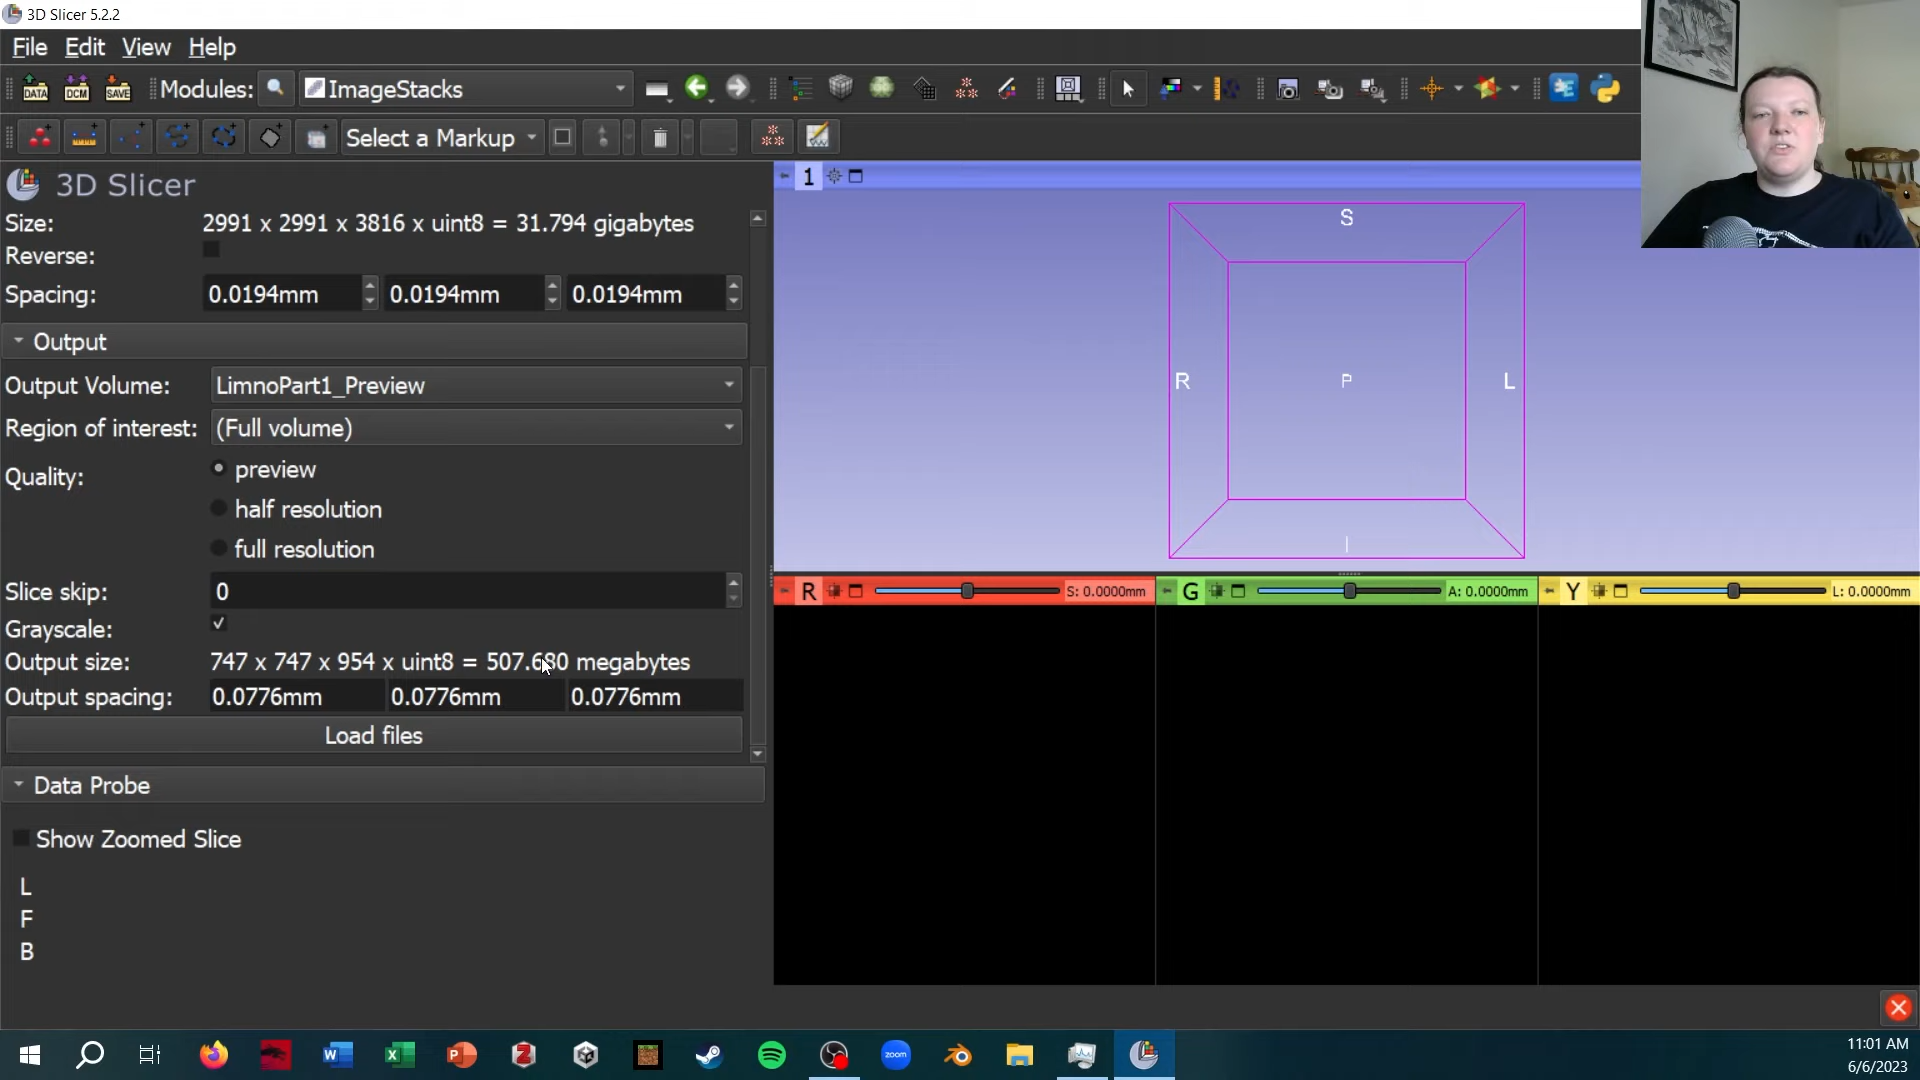 3D Slicer 5.2.2
File Edit View Help
DATA DCM SAVE Modules: ImageStacks
Select a Markup
3D Slicer
1
Size: 2991 x 2991 x 3816 x uint8 = 31.794 gigabytes
Reverse:
Spacing: 0.0194mm 0.0194mm 0.0194mm
Output
Output Volume: LimnoPart1_Preview
Region of interest: (Full volume)
Quality: preview
half resolution
full resolution
Slice skip: 0
Grayscale:
Output size: 747 x 747 x 954 x uint8 = 507.680 megabytes
Output spacing: 0.0776mm 0.0776mm 0.0776mm
Load files
Data Probe
Show Zoomed Slice
L
F
B
S
R P L
I
R S: 0.0000mm G A: 0.0000mm Y L: 0.0000mm
zoom
11:01 AM
6/6/2023